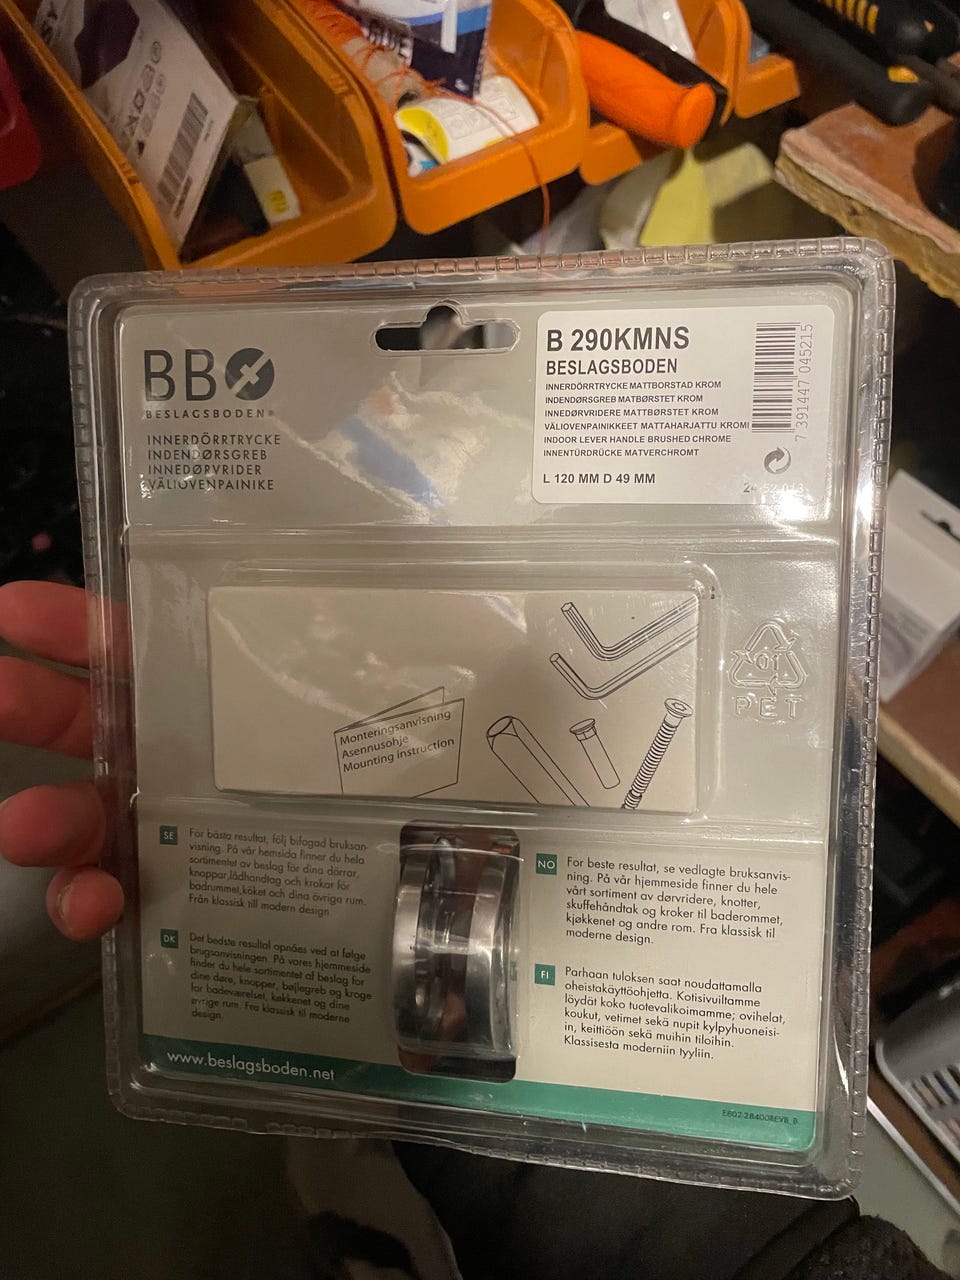 GLUE
BB
BESLAGSBODEN®
INNERDÖRRTRYCKE
INDENDØRSGREB
INNEDØRVRIDER
VÄLIOVENPAINIKE
B 290KMNS
BESLAGSBODEN
INNERDÖRRTRYCKE MATTBORSTAD KROM
INDENDØRSGREB MATBØRSTET KROM
INNEDØRVRIDERE MATTBØRSTET KROM
VÄLIOVENPAINIKKEET MATTAHARJATTU KROMI
INDOOR LEVER HANDLE BRUSHED CHROME
INNENTÜRDRÜCKE MATVERCHROMT
L 120 MM D 49 MM
7 391447 045215
Monteringsanvisning
Asennusohje
Mounting instruction
01
PET
SE
För bästa resultat, följ bifogad bruksan-
visning. På vår hemsida finner du hela
sortimentet av beslag för dina dörrar,
knoppar,lådhandtag och krokar för
badrummet,köket och dina övriga rum.
Från klassisk till modern design.
DK
Det bedste resultat opnåes ved at følge
brugsanvisningen. På vores hjemmeside
finder du hele sortimentet af beslag for
dine døre, knopper, bøjlegreb og kroge
for badeværelset, køkkenet og dine
øvrige rum. Fra klassisk til moderne
design.
NO
For beste resultat, se vedlagte bruksanvis-
ning. På vår hjemmeside finner du hele
vårt sortiment av dørvridere, knotter,
skuffehåndtak og kroker til baderommet,
kjøkkenet og andre rom. Fra klassisk til
moderne design.
FI
Parhaan tuloksen saat noudattamalla
oheistakäyttöohjetta. Kotisivuiltamme
löydät koko tuotevalikoimamme; ovihelat,
koukut, vetimet sekä nupit kylpyhuoneisi-
in, keittiöön sekä muihin tiloihin.
Klassisesta moderniin tyyliin.
www.beslagsboden.net